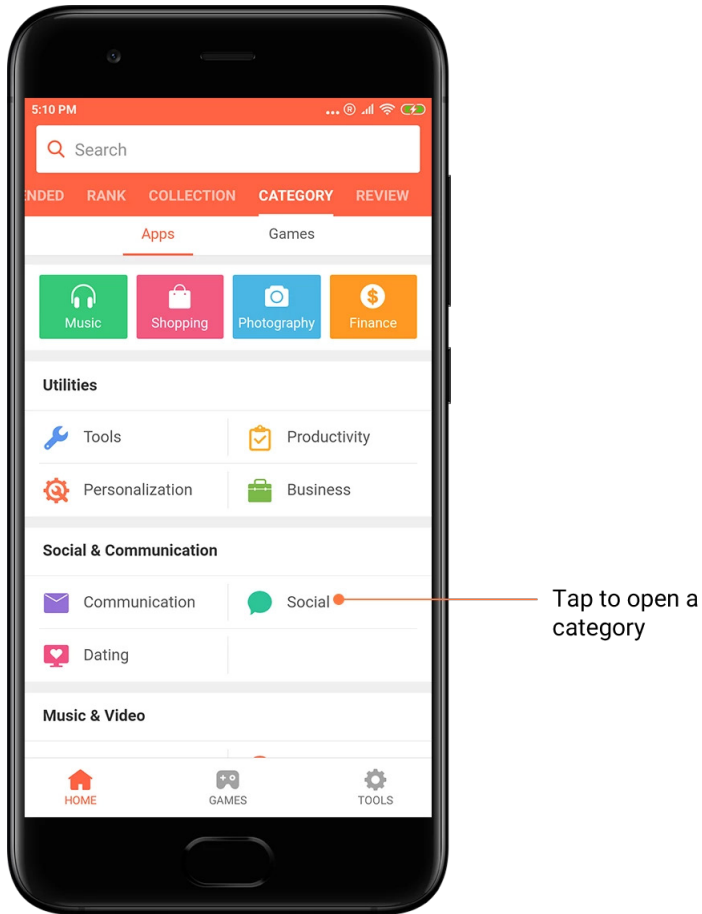 5:10 PM
... ®
Search
ENDED RANK COLLECTION CATEGORY REVIEW
Apps Games
Music Shopping Photography Finance
Utilities
Tools Productivity
Personalization Business
Social & Communication
Communication Social
Tap to open a
category
Dating
Music & Video
HOME GAMES TOOLS